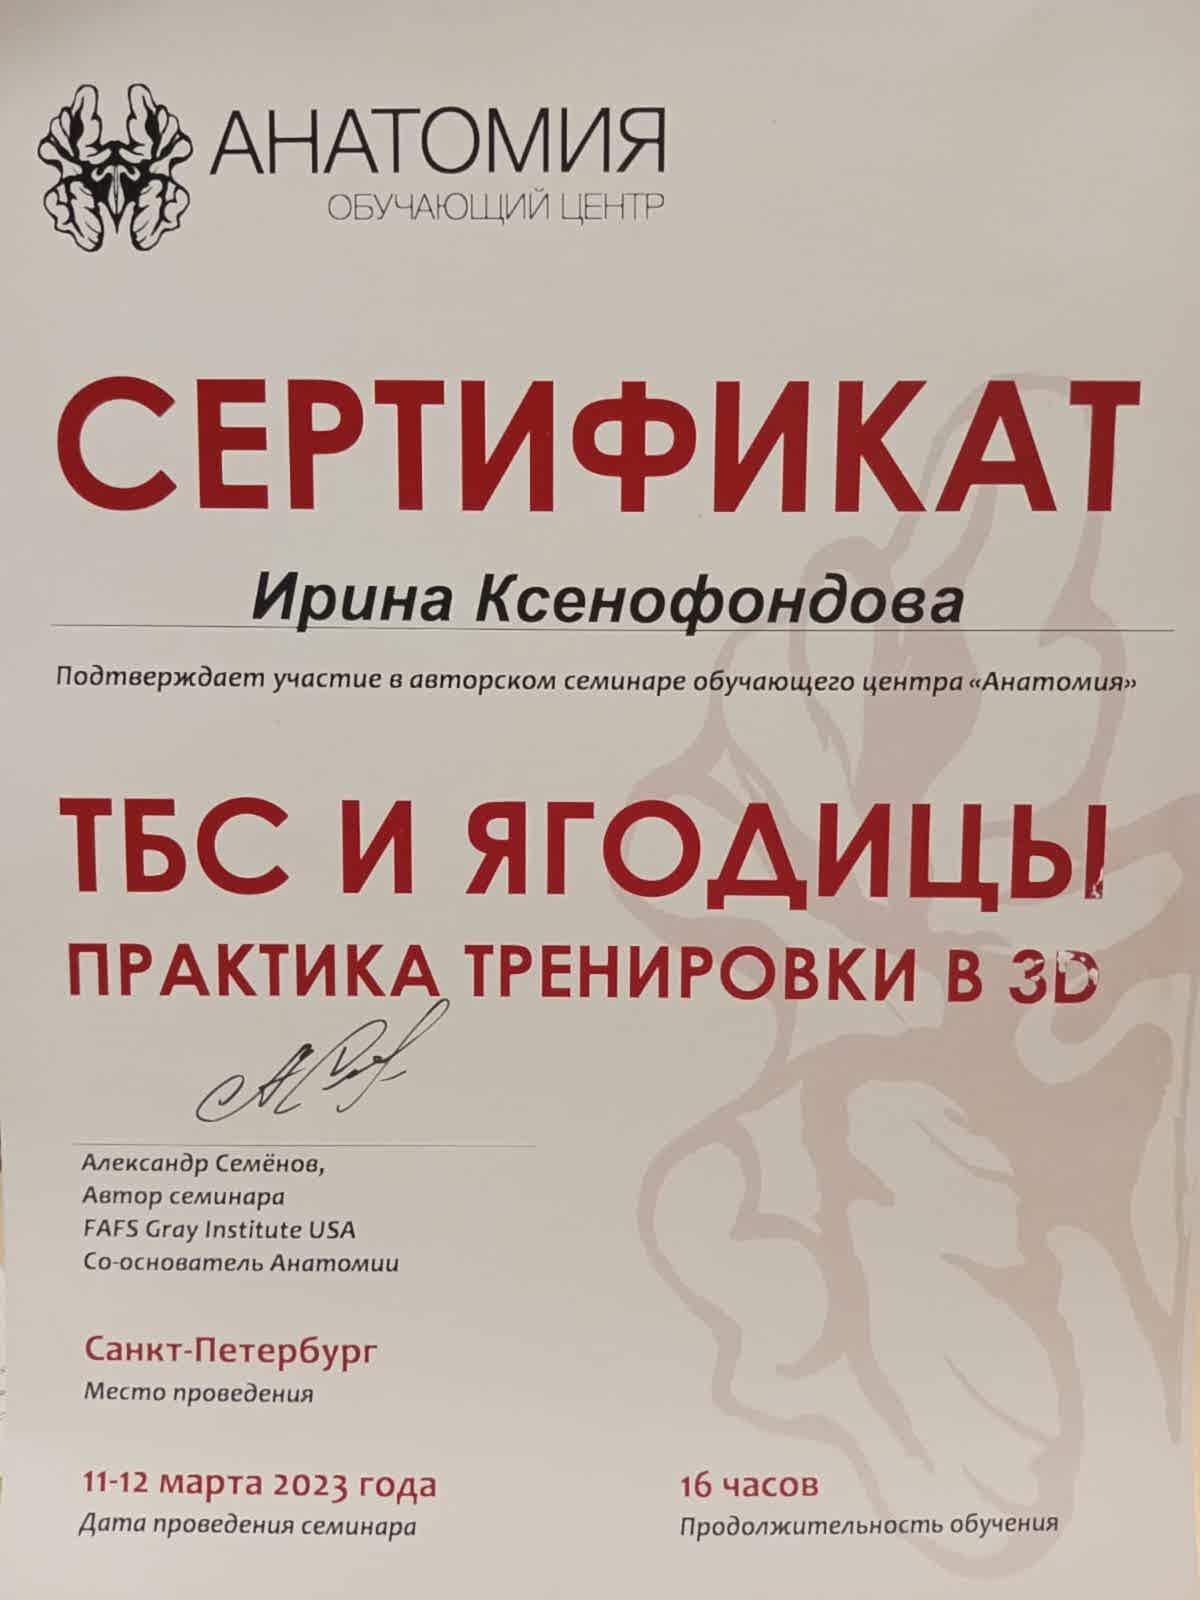 АНАТОМИЯ
ОБУЧАЮЩИЙ ЦЕНТР
СЕРТИФИКАТ
Ирина Ксенофондова
Подтверждает участие в авторском семинаре обучающего центра «Анатомия»
ТБС И ЯГОДИЦЫ
ПРАКТИКА ТРЕНИРОВКИ В 3D
Александр Семёнов,
Автор семинара
FAFS Gray Institute USA
Со-основатель Анатомии
Санкт-Петербург
Место проведения
11-12 марта 2023 года
Дата проведения семинара
16 часов
Продолжительность обучения